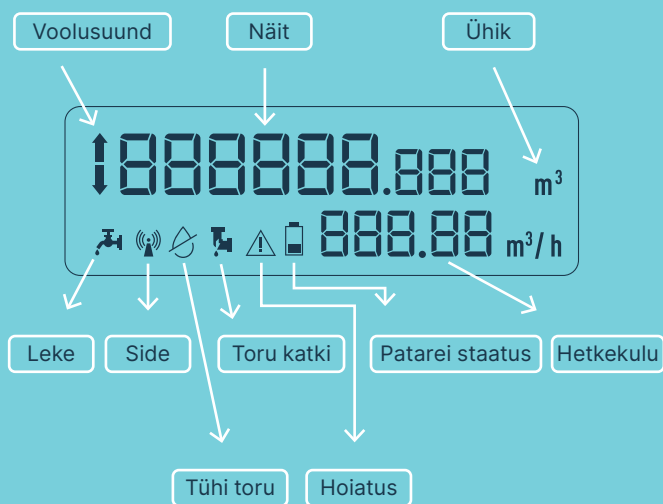 Voolusuund
Näit
Ühik
888888.888
m³
888.88
m³/ h
Leke
Side
Toru katki
Patarei staatus
Hetkekulu
Tühi toru
Hoiatus